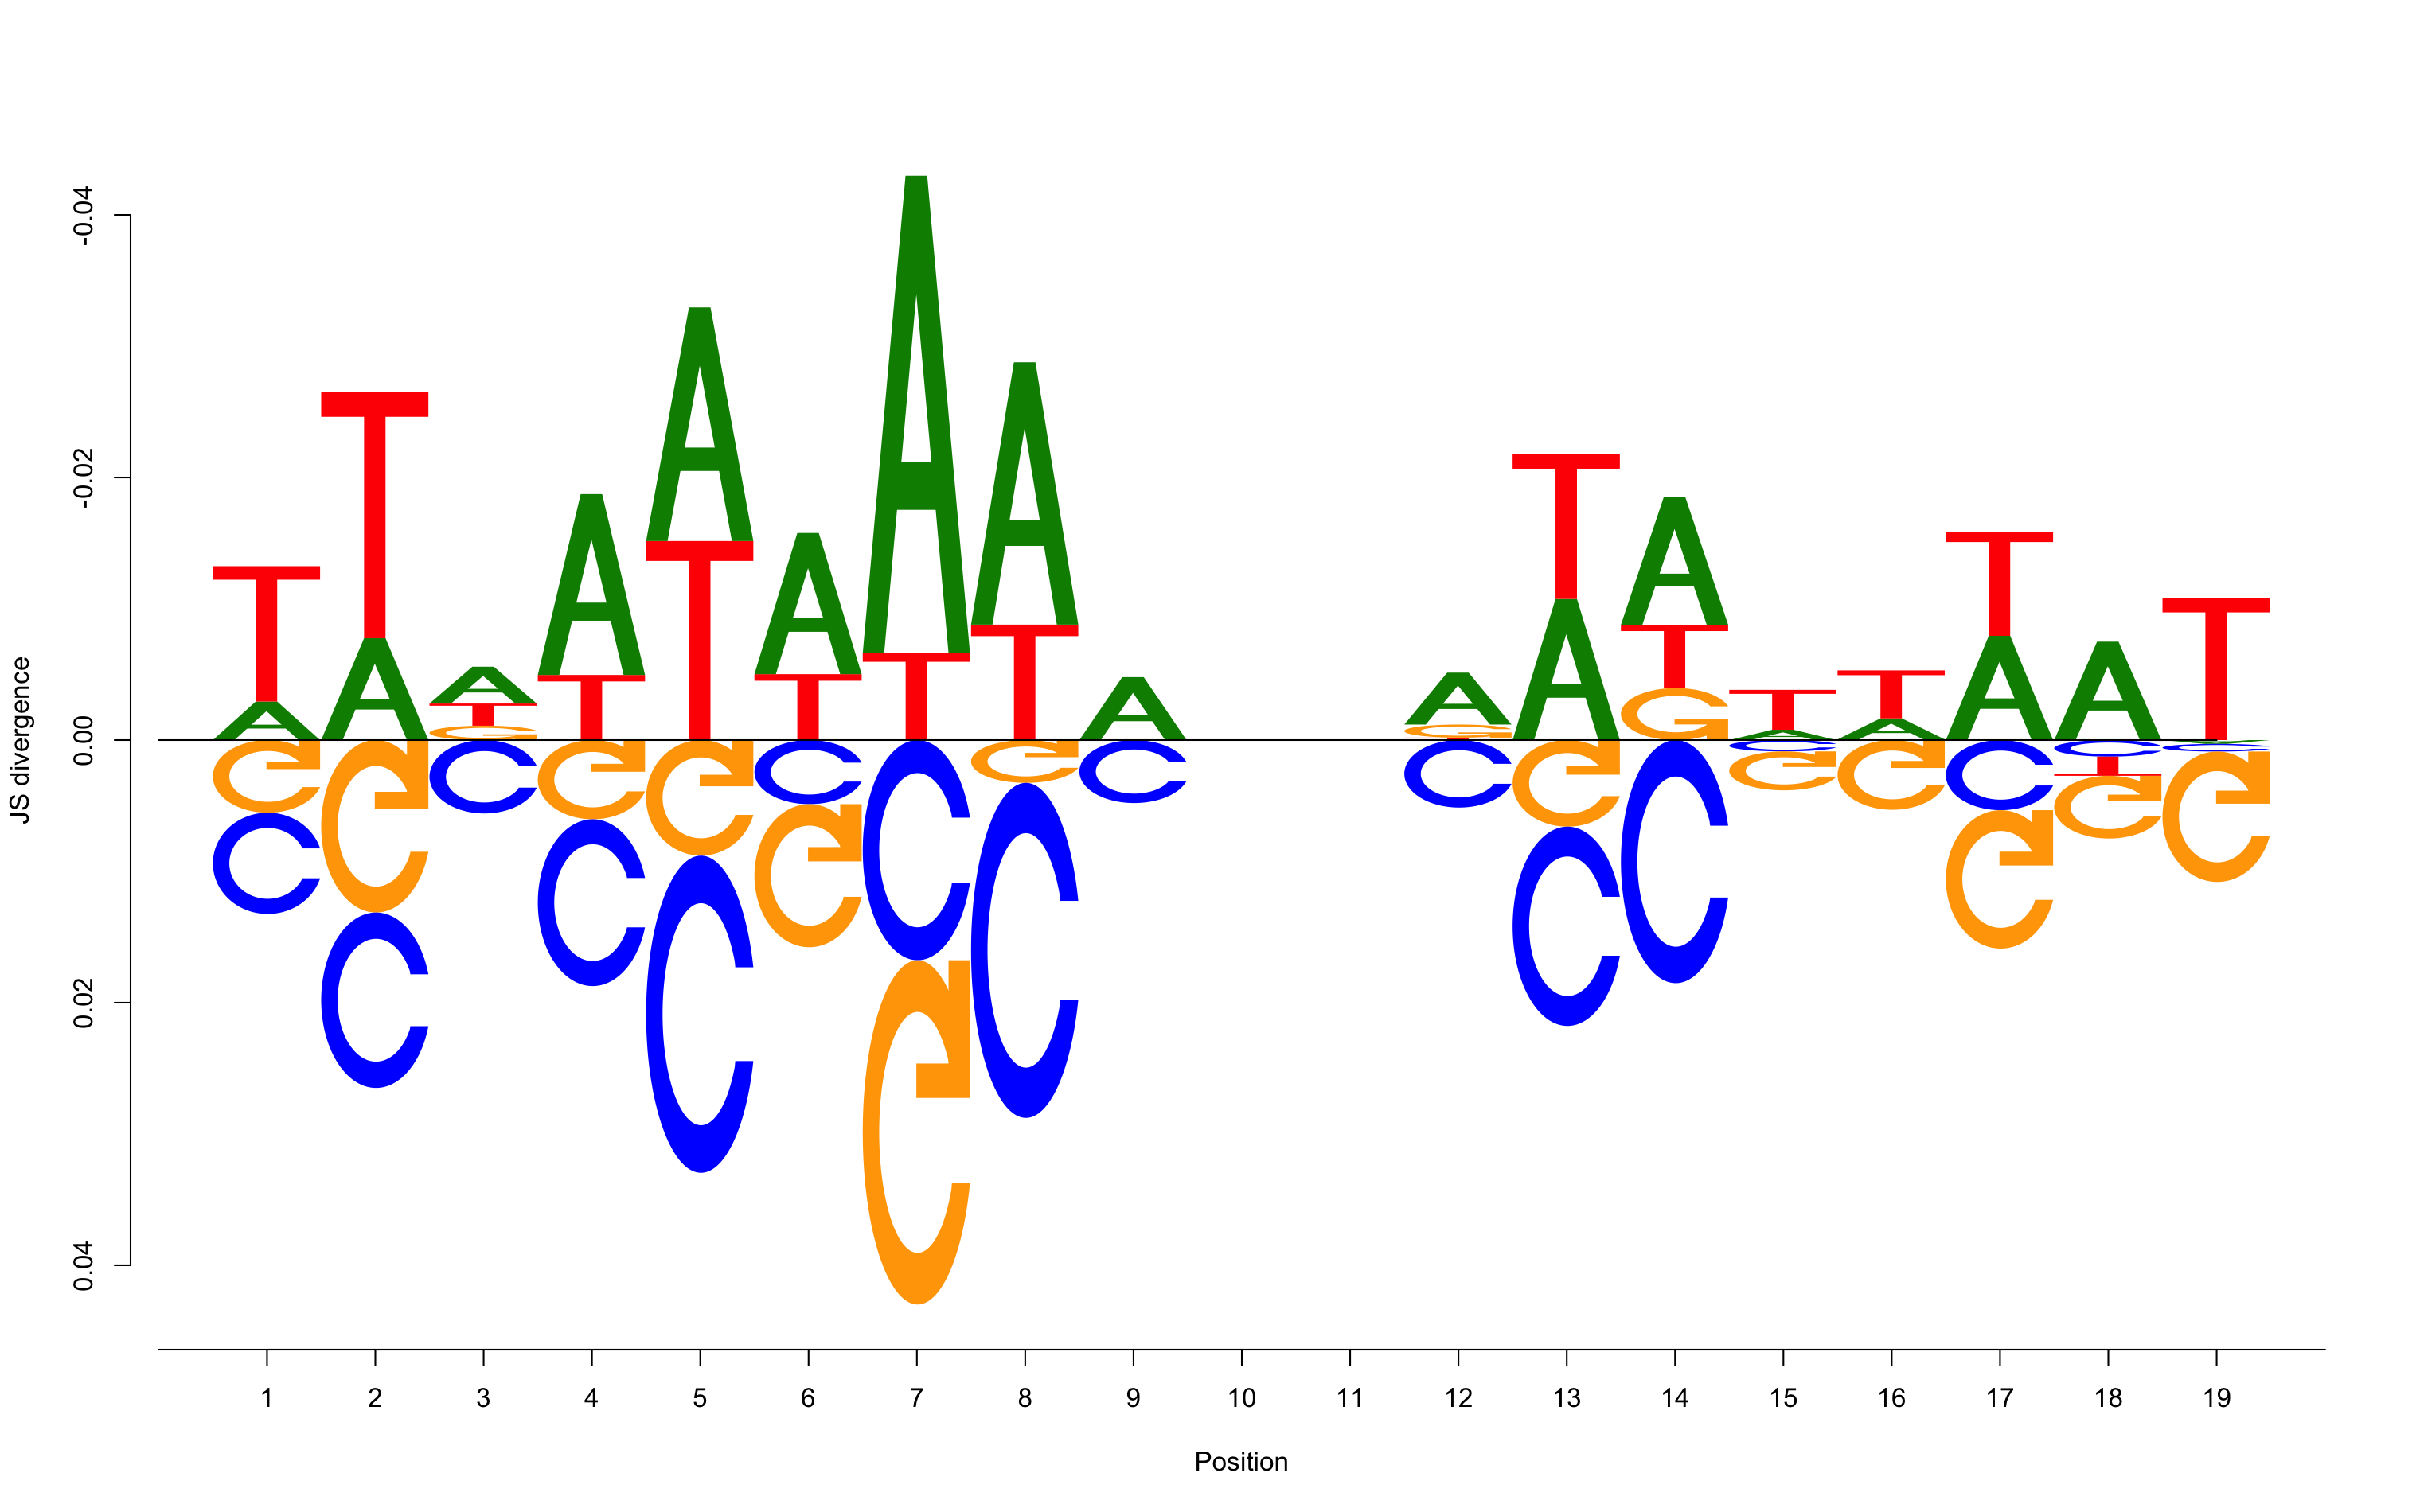 JS divergence
-0.04
-0.02
0.00
0.02
0.04
T T A A A A A A A A T A T T T A T
A A T T T T T T G A T A A A
G G T
G G C G G C C G C C G C C G G C C C
C C C C G G C G G T G
G
1 2 3 4 5 6 7 8 9 10 11 12 13 14 15 16 17 18 19
Position